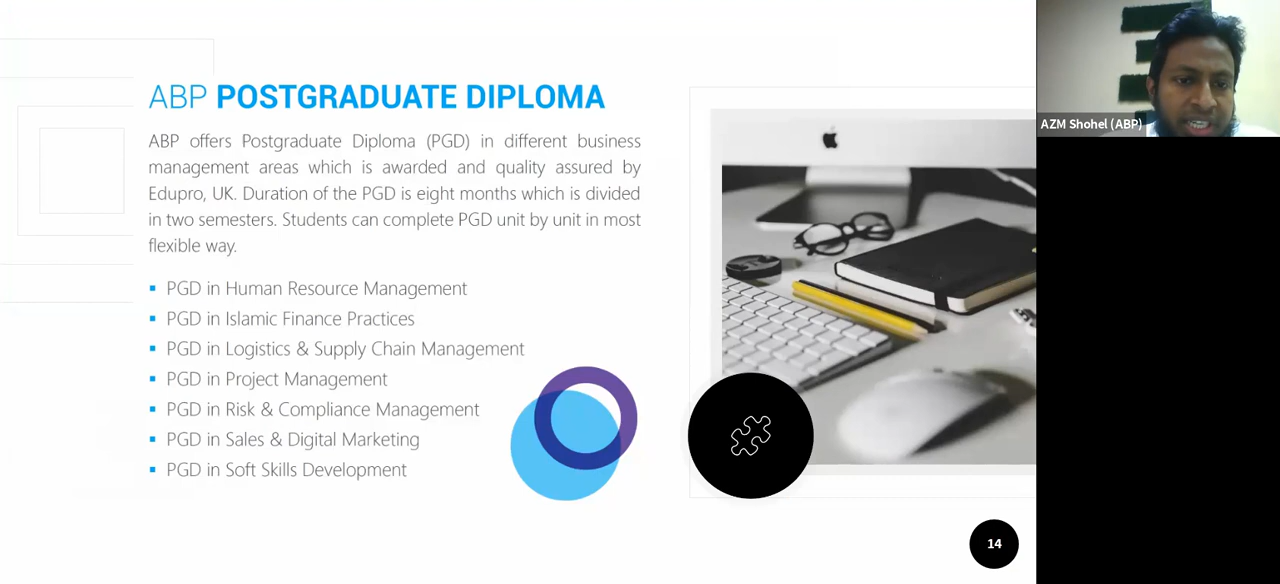 ABP POSTGRADUATE DIPLOMA
ABP offers Postgraduate Diploma (PGD) in different business
management areas which is awarded and quality assured by
Edupro, UK. Duration of the PGD is eight months which is divided
in two semesters. Students can complete PGD unit by unit in most
flexible way.
▪ PGD in Human Resource Management
▪ PGD in Islamic Finance Practices
▪ PGD in Logistics & Supply Chain Management
▪ PGD in Project Management
▪ PGD in Risk & Compliance Management
▪ PGD in Sales & Digital Marketing
▪ PGD in Soft Skills Development
14
AZM Shohel (ABP)